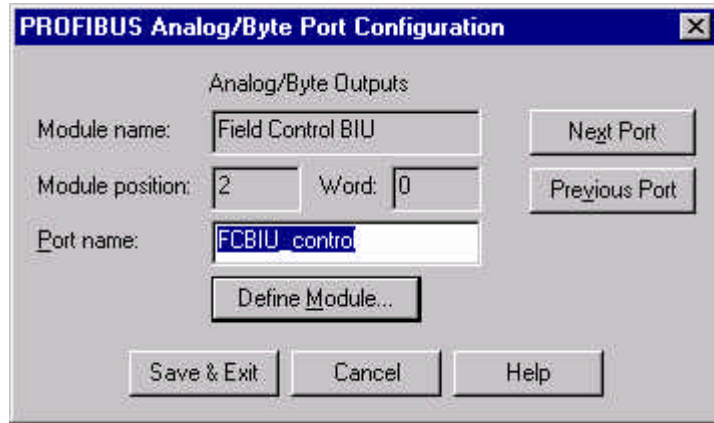 PROFIBUS Analog/Byte Port Configuration
Analog/Byte Outputs
Module name: Field Control BIU Next Port
Module position: 2 Word: 0 Previous Port
Port name: FCBIU_control
Define Module...
Save & Exit Cancel Help